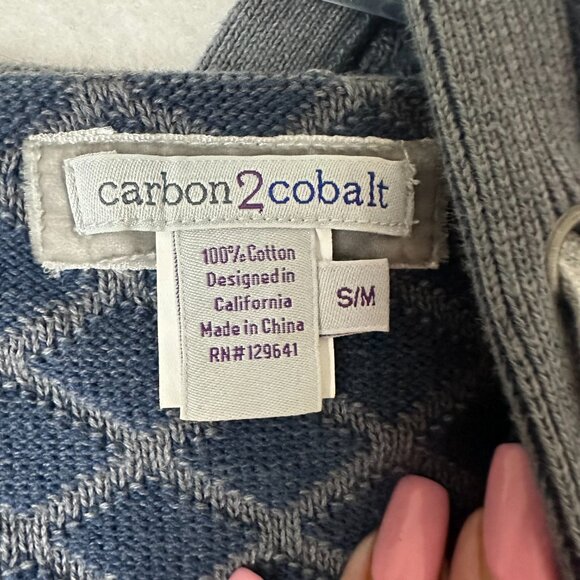 carbon2cobalt
100% Cotton
Designed in
California
Made in China
RN#129641
S/M